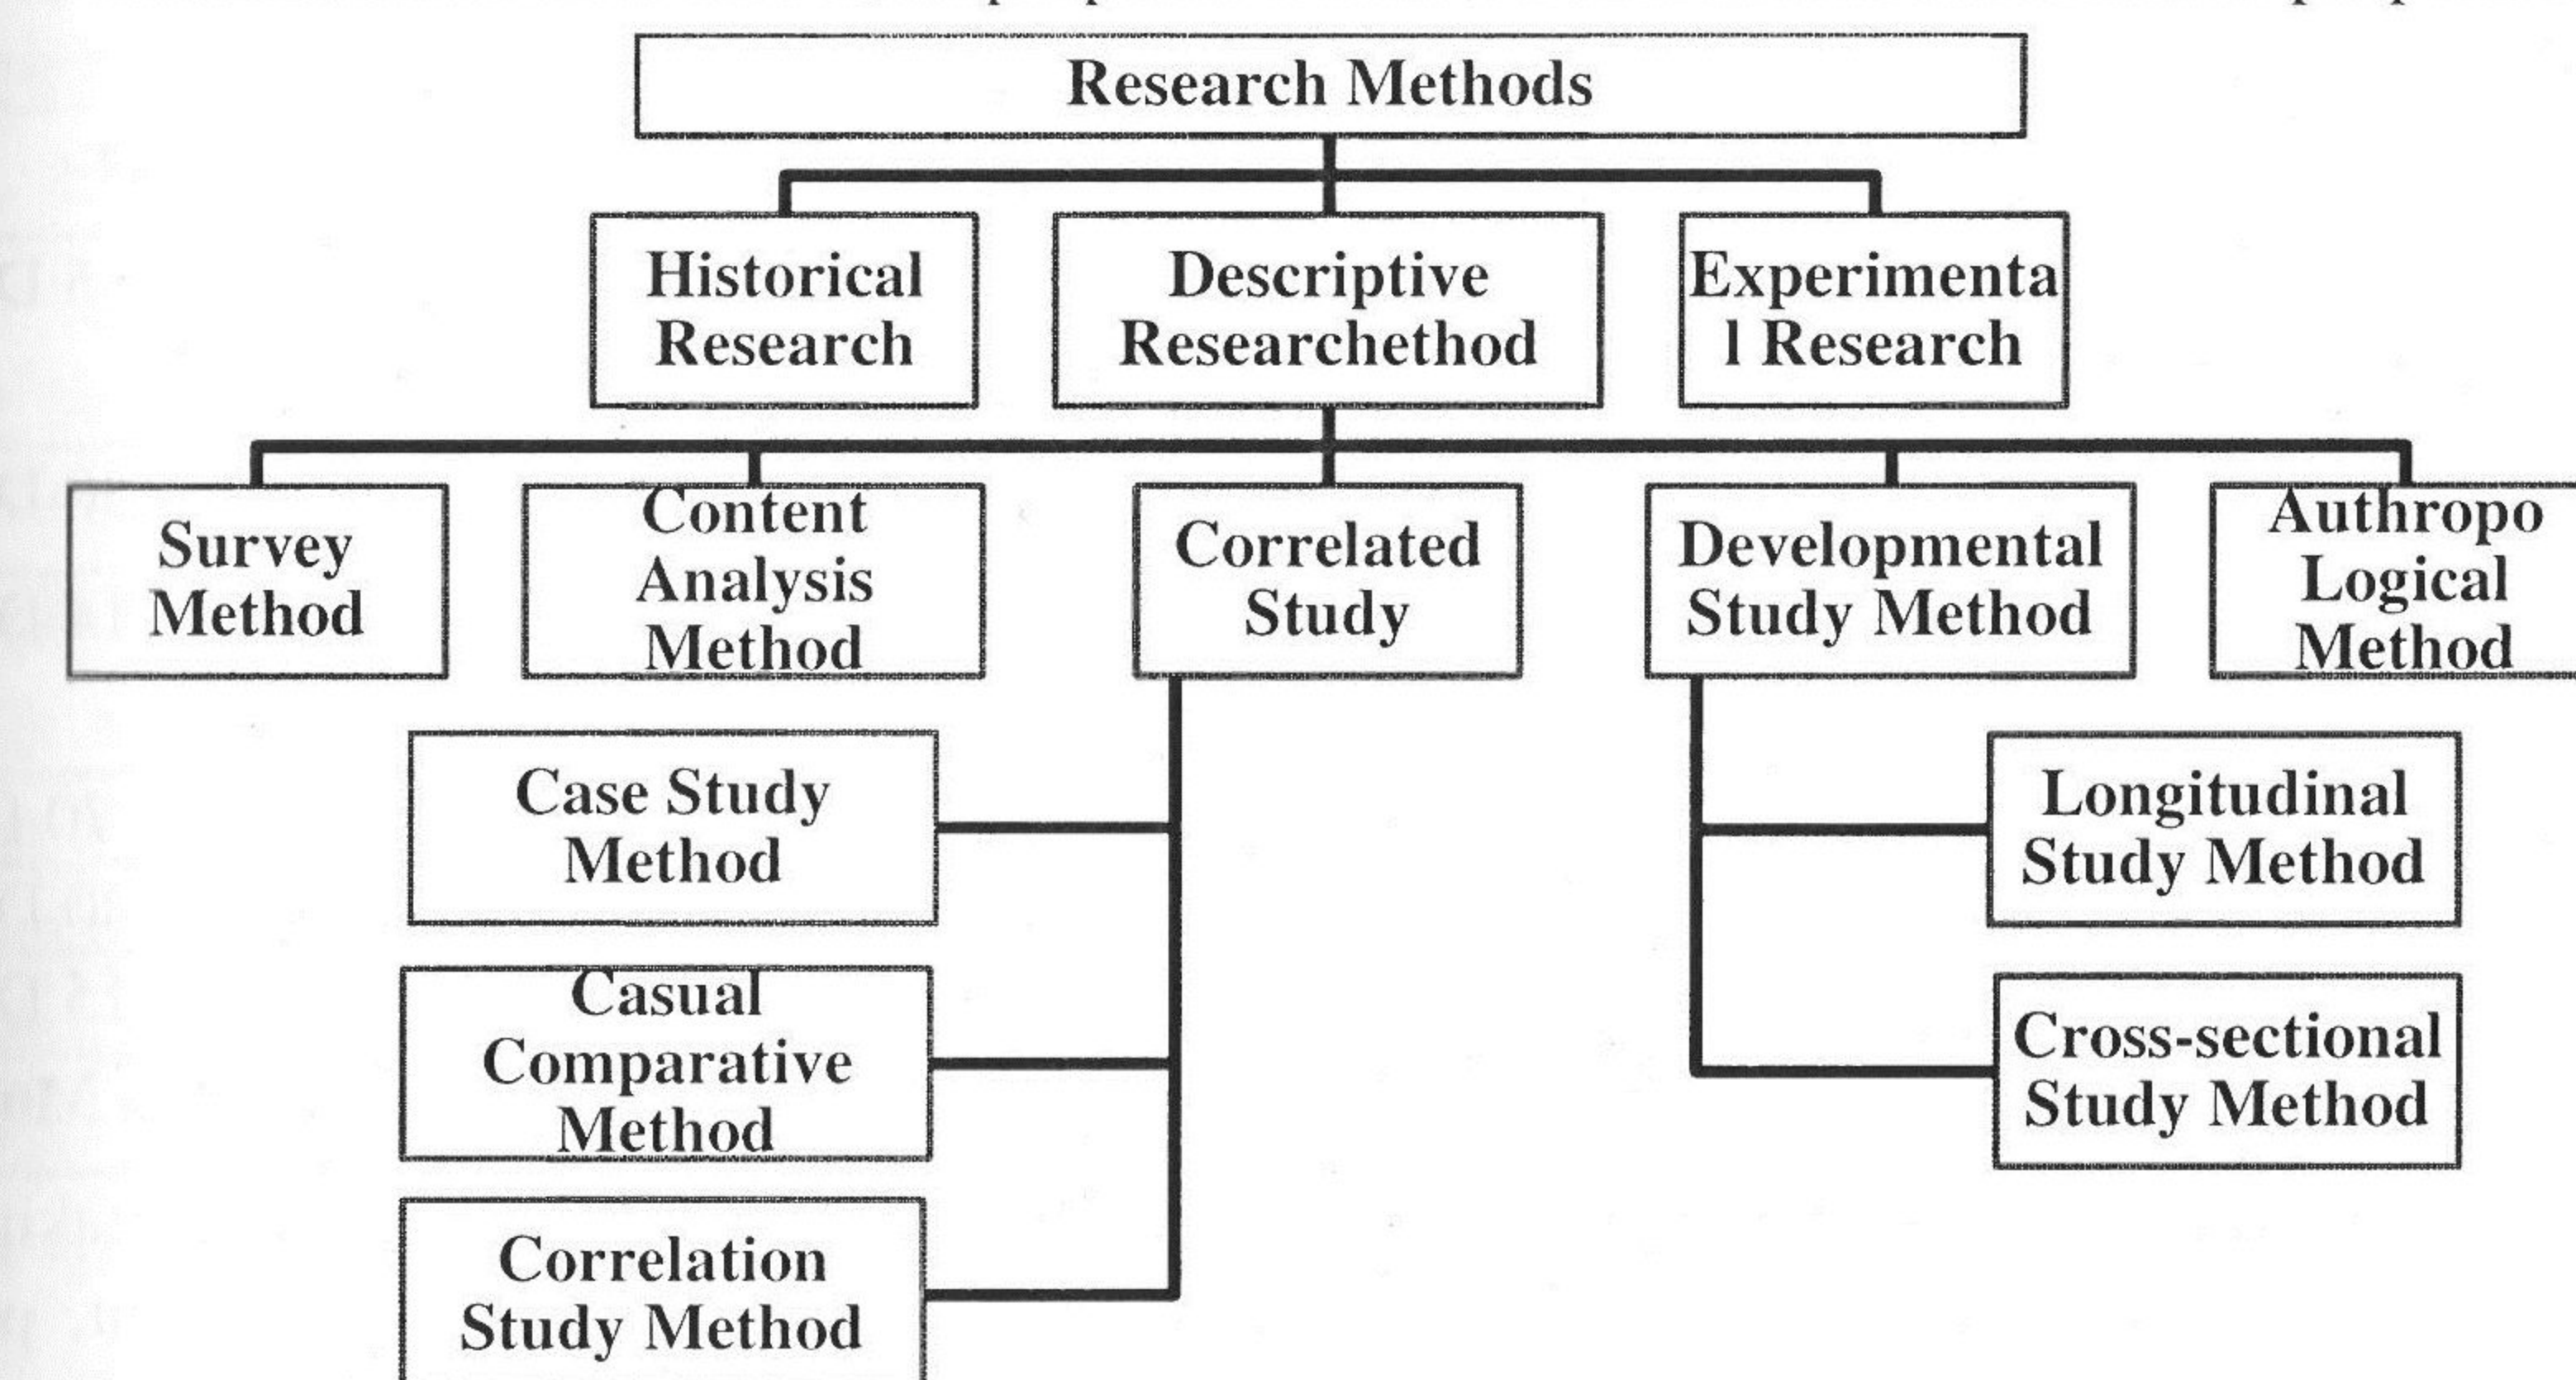 Research Methods
Historical
Research
Descriptive
Researchethod
Experimenta
l Research
Survey
Method
Content
Analysis
Method
Correlated
Study
Developmental
Study Method
Authropo
Logical
Method
Case Study
Method
Longitudinal
Study Method
Casual
Comparative
Method
Cross-sectional
Study Method
Correlation
Study Method